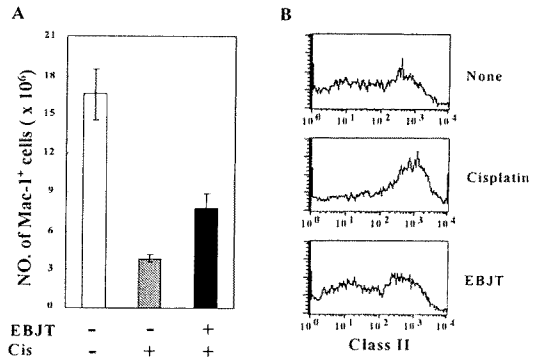 A
B
NO. of Mac-1⁺ cells ( x 10⁶)
21
18
15
12
9
6
3
0
EBJT - - +
Cis - + +
None
10⁰ 10¹ 10² 10³ 10⁴
Cisplatin
10⁰ 10¹ 10² 10³ 10⁴
EBJT
10⁰ 10¹ 10² 10³ 10⁴
Class II